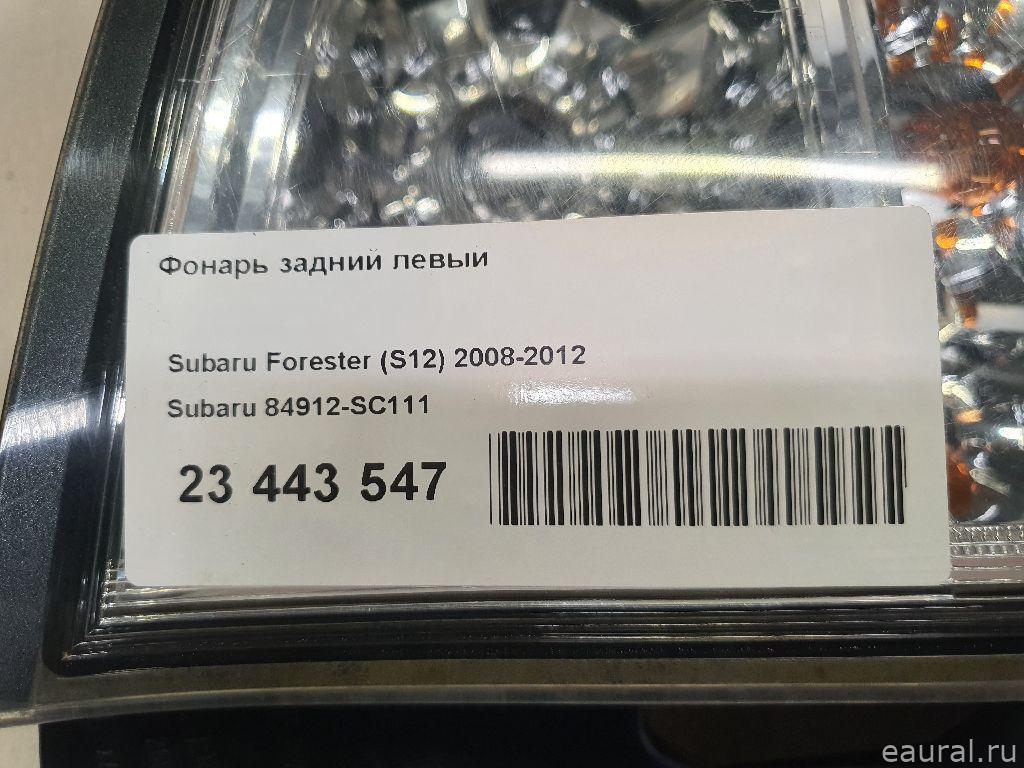 Фонарь задний левый
Subaru Forester (S12) 2008-2012
Subaru 84912-SC111
23 443 547
eaural.ru